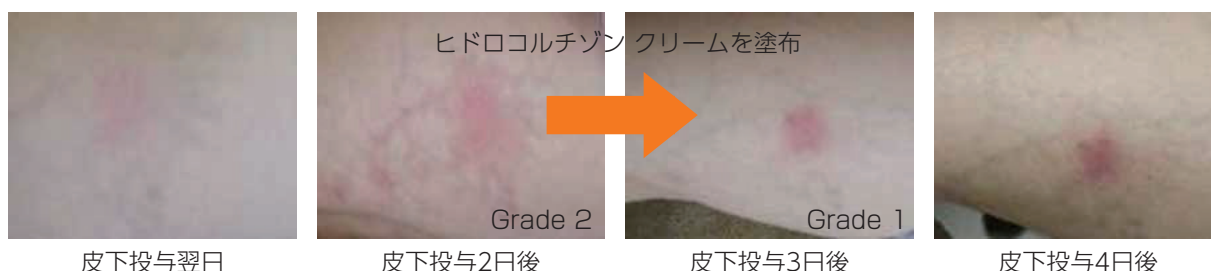 ヒドロコルチゾン クリームを塗布
Grade 2
Grade 1
皮下投与翌日
皮下投与2日後
皮下投与3日後
皮下投与4日後